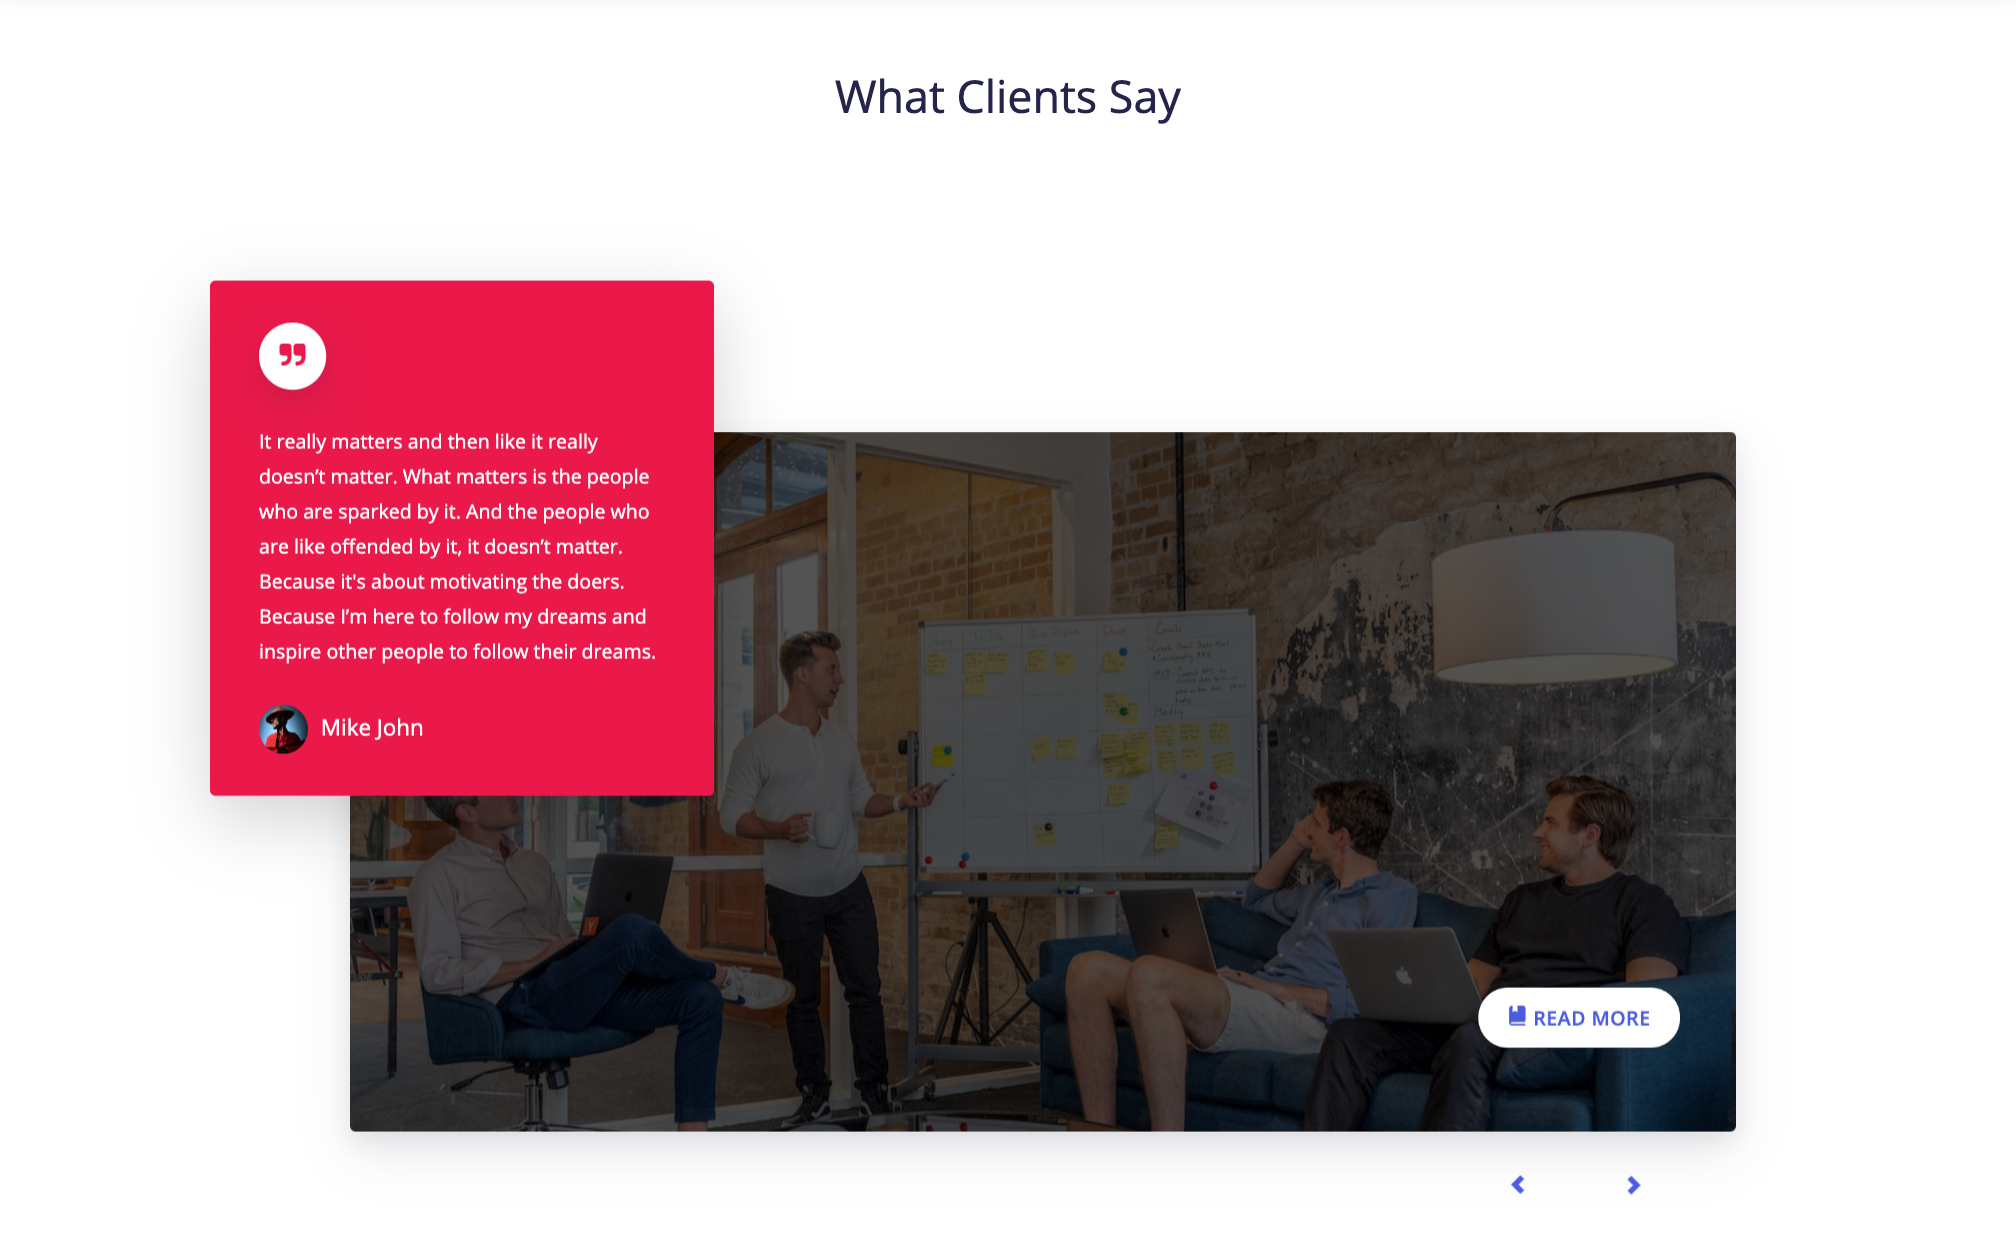 What Clients Say
It really matters and then like it really
doesn’t matter. What matters is the people
who are sparked by it. And the people who
are like offended by it, it doesn’t matter.
Because it's about motivating the doers.
Because I’m here to follow my dreams and
inspire other people to follow their dreams.
Mike John
Goals
READ MORE